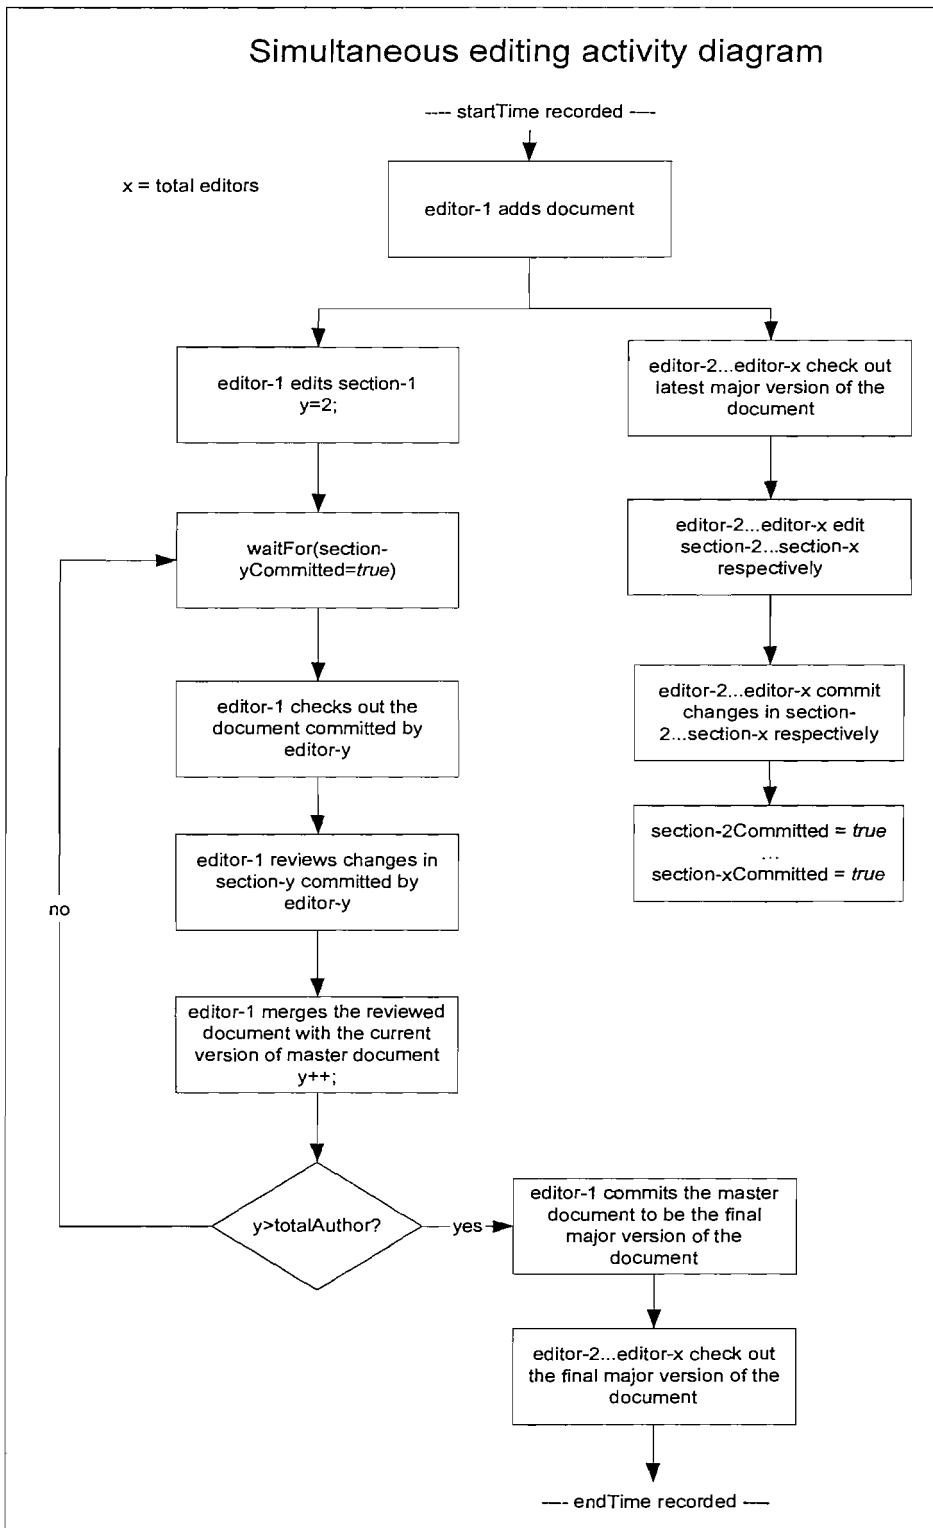 Simultaneous editing activity diagram
---- startTime recorded ----
x = total editors
editor-1 adds document
editor-1 edits section-1
y=2;
waitFor(section-
yCommitted=true)
editor-1 checks out the
document committed by
editor-y
editor-1 reviews changes in
section-y committed by
editor-y
no
editor-1 merges the reviewed
document with the current
version of master document
y++;
y>totalAuthor?
yes
editor-2...editor-x check out
latest major version of the
document
editor-2...editor-x edit
section-2...section-x
respectively
editor-2...editor-x commit
changes in section-
2...section-x respectively
section-2Committed = true
...
section-xCommitted = true
editor-1 commits the master
document to be the final
major version of the
document
editor-2...editor-x check out
the final major version of the
document
---- endTime recorded ----